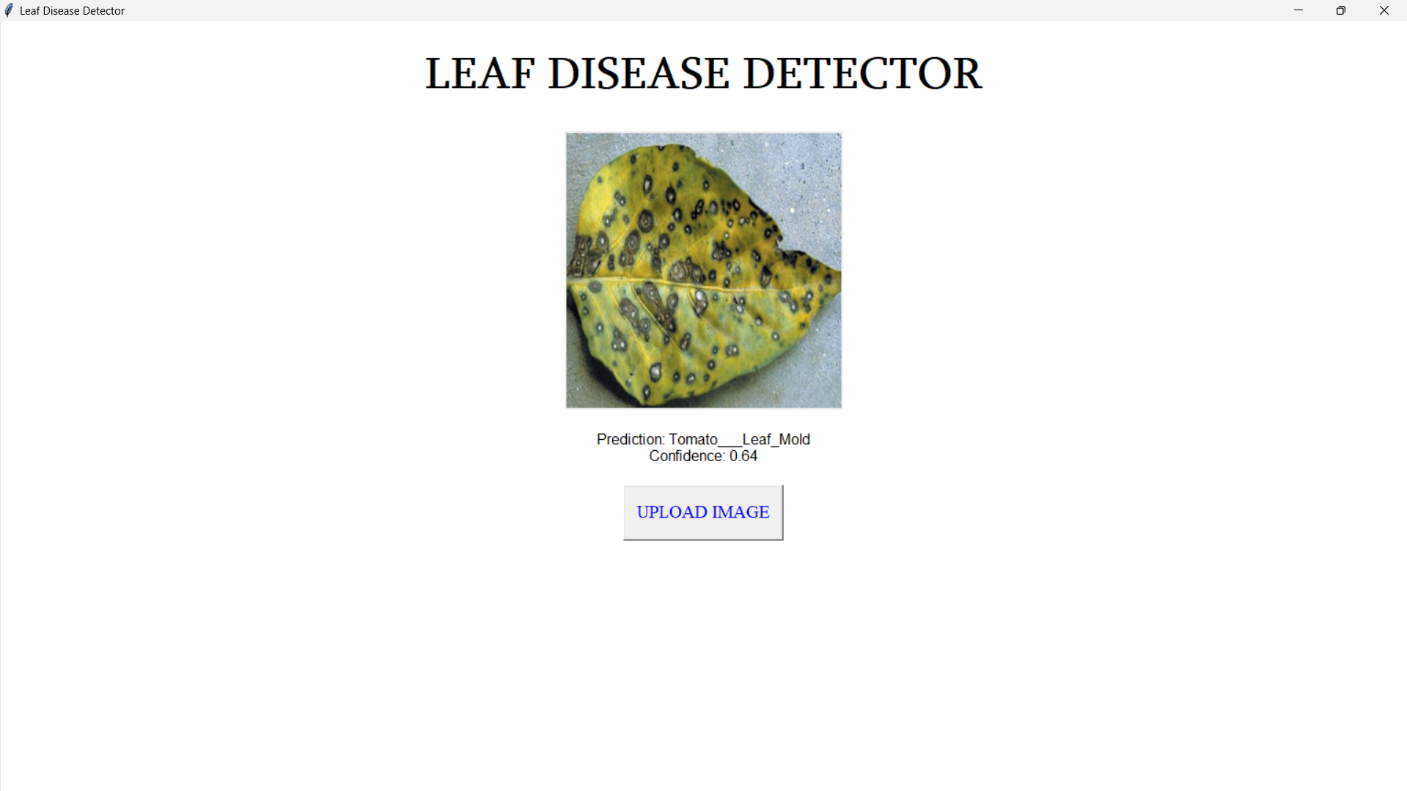 Leaf Disease Detector
LEAF DISEASE DETECTOR
Prediction: Tomato___Leaf_Mold
Confidence: 0.64
UPLOAD IMAGE